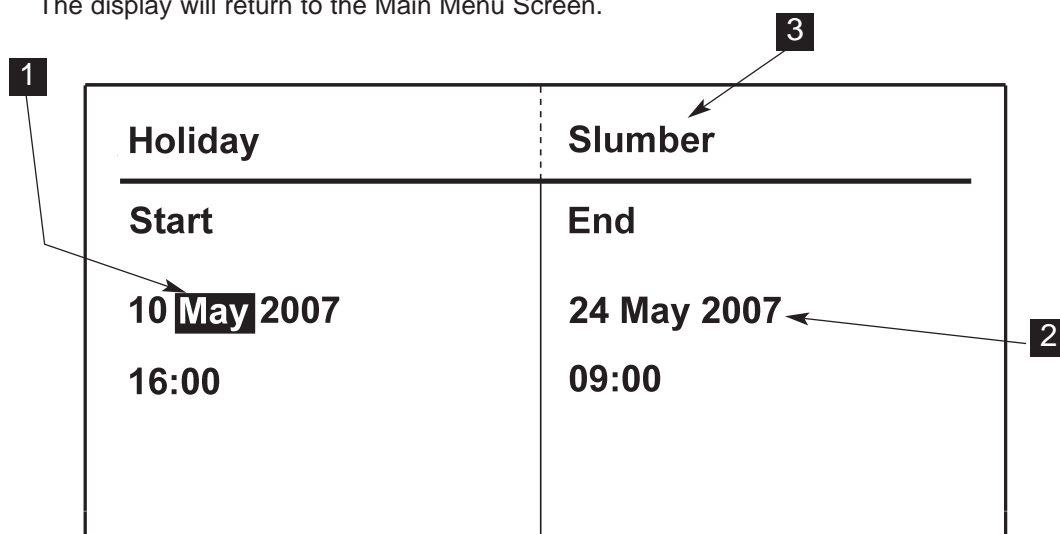 The display will return to the Main Menu Screen.
3
1
Holiday Slumber
Start End
10 May 2007 24 May 2007
2
16:00 09:00